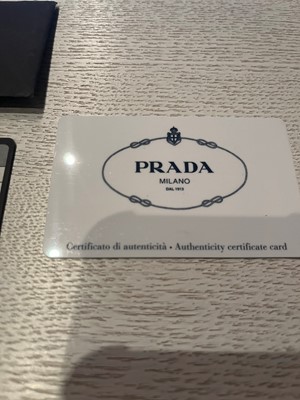 PRADA
MILANO
DAL 1913
Certificato di autenticità • Authenticity certificate card